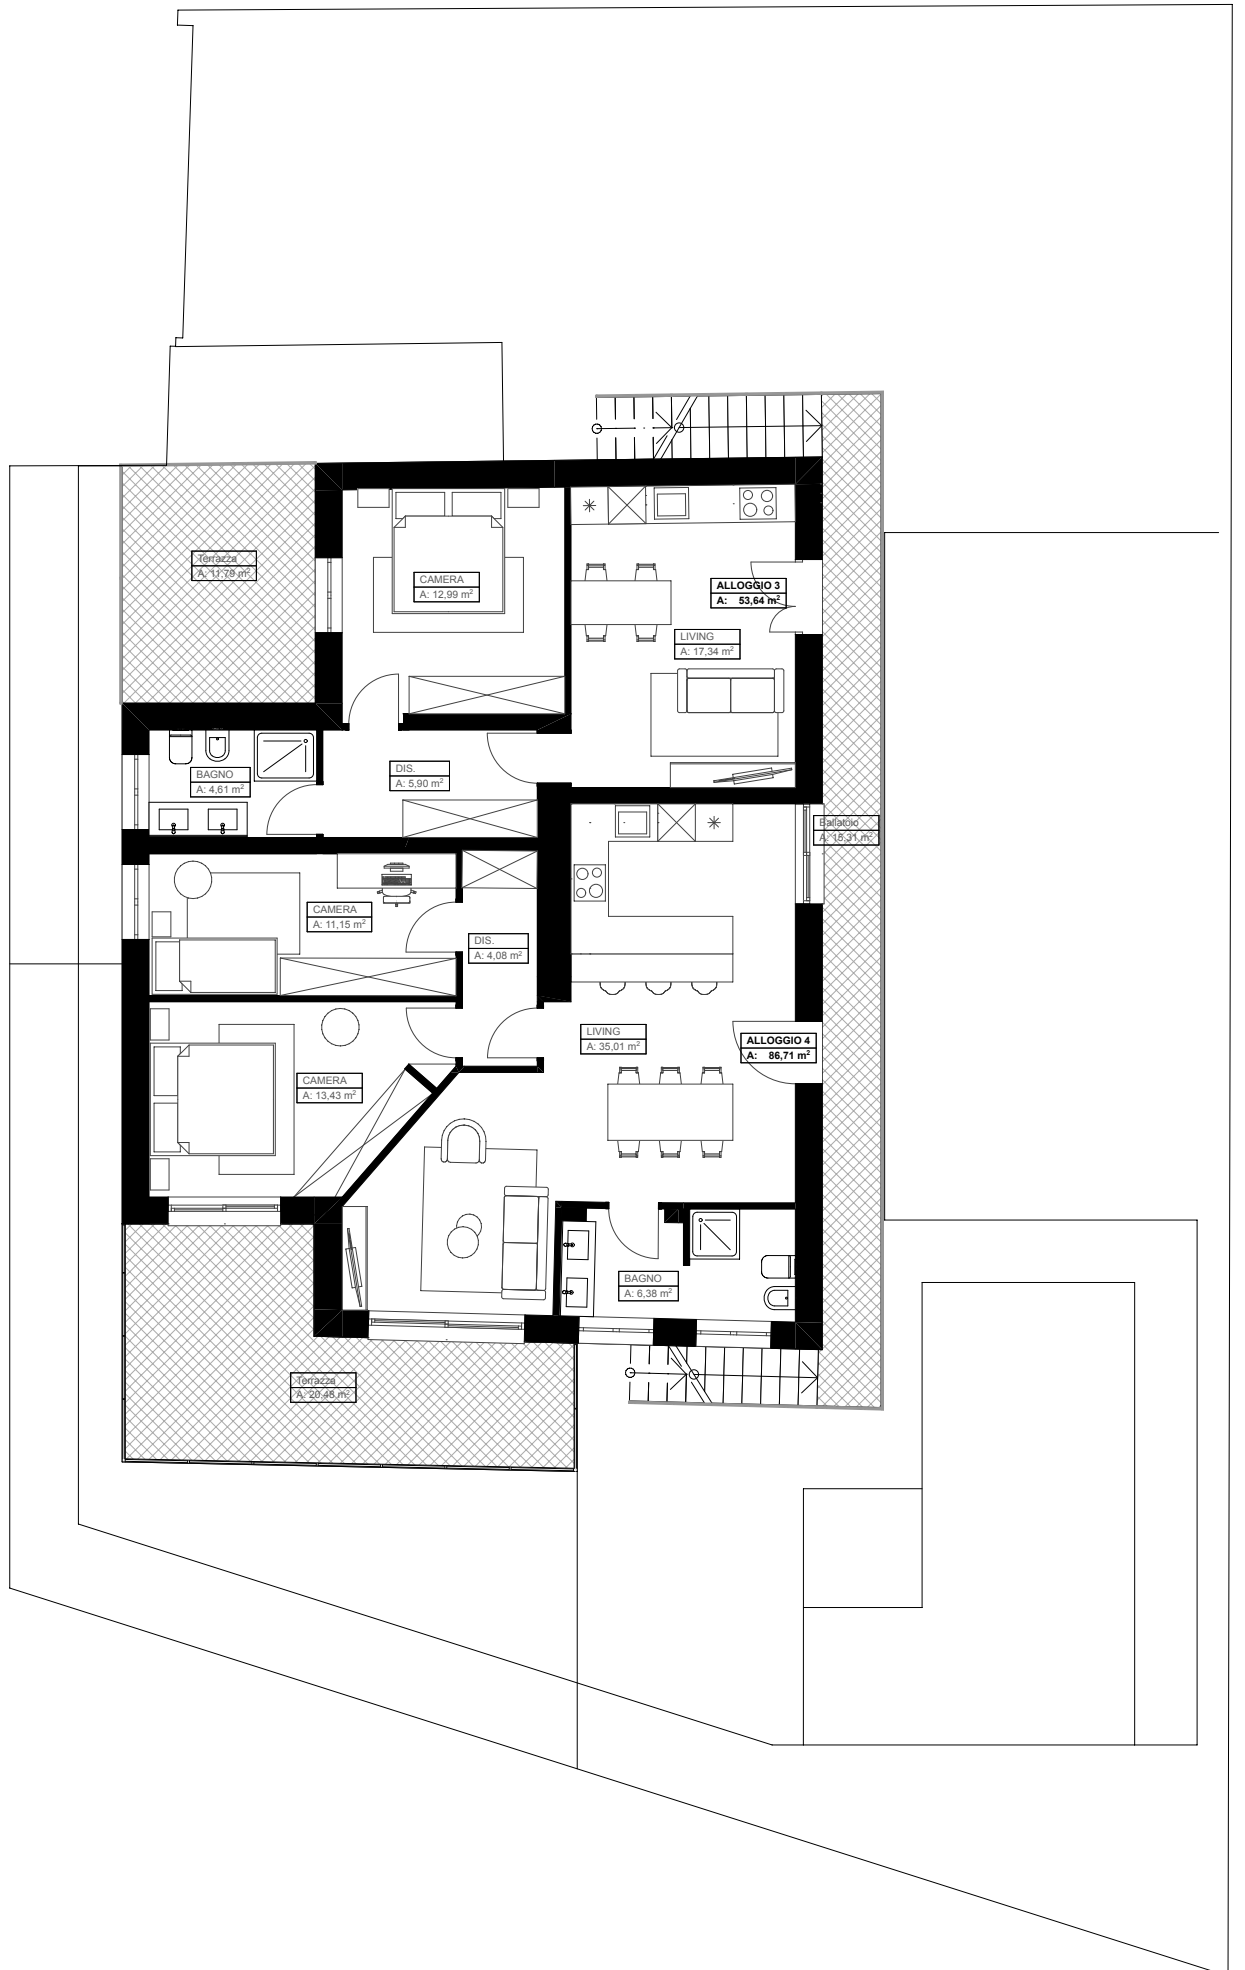 Terrazza
A: 11,79 m²
CAMERA
A: 12,99 m²
ALLOGGIO 3
A: 53,64 m²
LIVING
A: 17,34 m²
DIS.
A: 5,90 m²
BAGNO
A: 4,61 m²
Ballatoio
A: 15,31 m²
CAMERA
A: 11,15 m²
DIS.
A: 4,08 m²
LIVING
A: 35,01 m²
ALLOGGIO 4
A: 86,71 m²
CAMERA
A: 13,43 m²
BAGNO
A: 6,38 m²
Terrazza
A: 20,48 m²